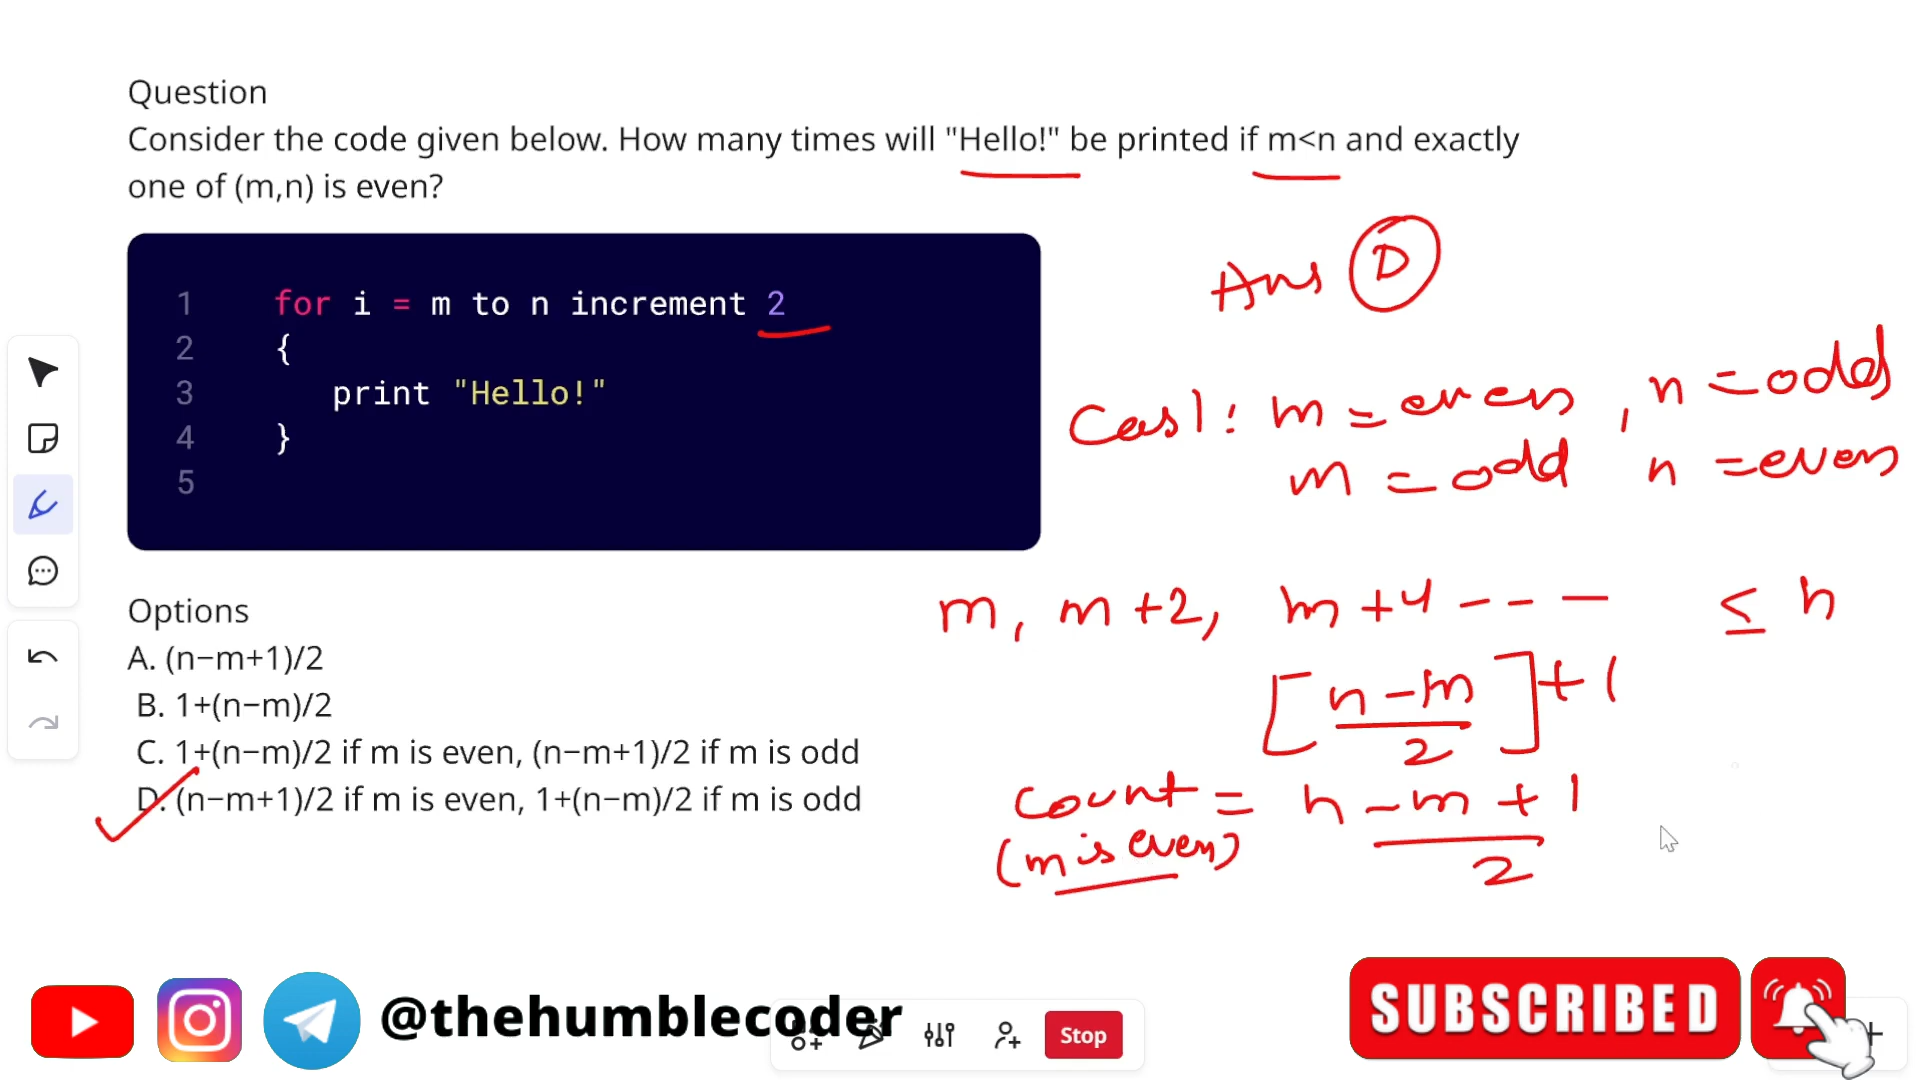 Question
Consider the code given below. How many times will "Hello!" be printed if m<n and exactly
one of (m,n) is even?
Ans D
1 for i = m to n increment 2
2 {
3 print "Hello!"
4 }
5
Cas1: m = even, n = odd
m = odd n = even
m, m+2, m+4 --- ≤ n
[n-m/2]+1
count = n-m+1/2
(m is even)
Options
A. (n−m+1)/2
B. 1+(n−m)/2
C. 1+(n−m)/2 if m is even, (n−m+1)/2 if m is odd
D. (n−m+1)/2 if m is even, 1+(n−m)/2 if m is odd
@thehumblecoder
Stop
SUBSCRIBED